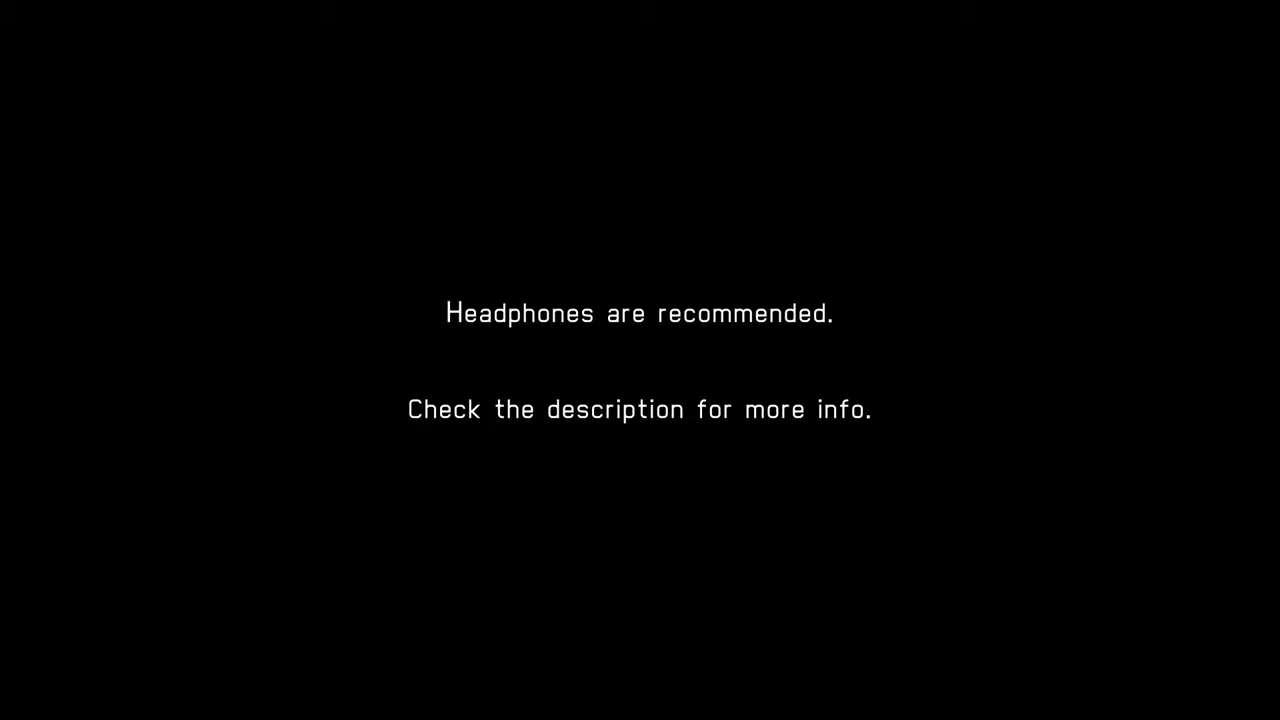 Headphones are recommended.
Check the description for more info.